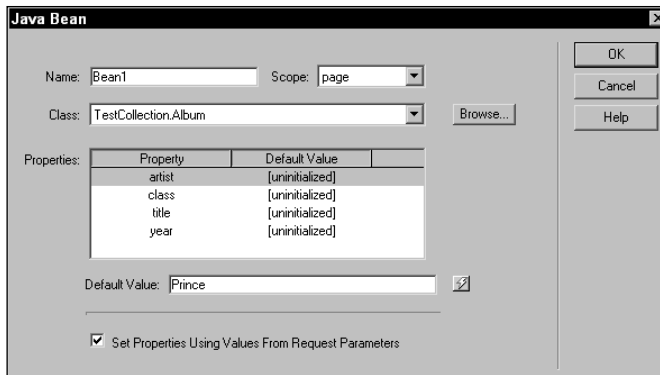 Java Bean
Name: Bean1 Scope: page
OK
Class: TestCollection.Album Browse...
Cancel
Help
Properties:
Property Default Value
artist [uninitialized]
class [uninitialized]
title [uninitialized]
year [uninitialized]
Default Value: Prince
Set Properties Using Values From Request Parameters